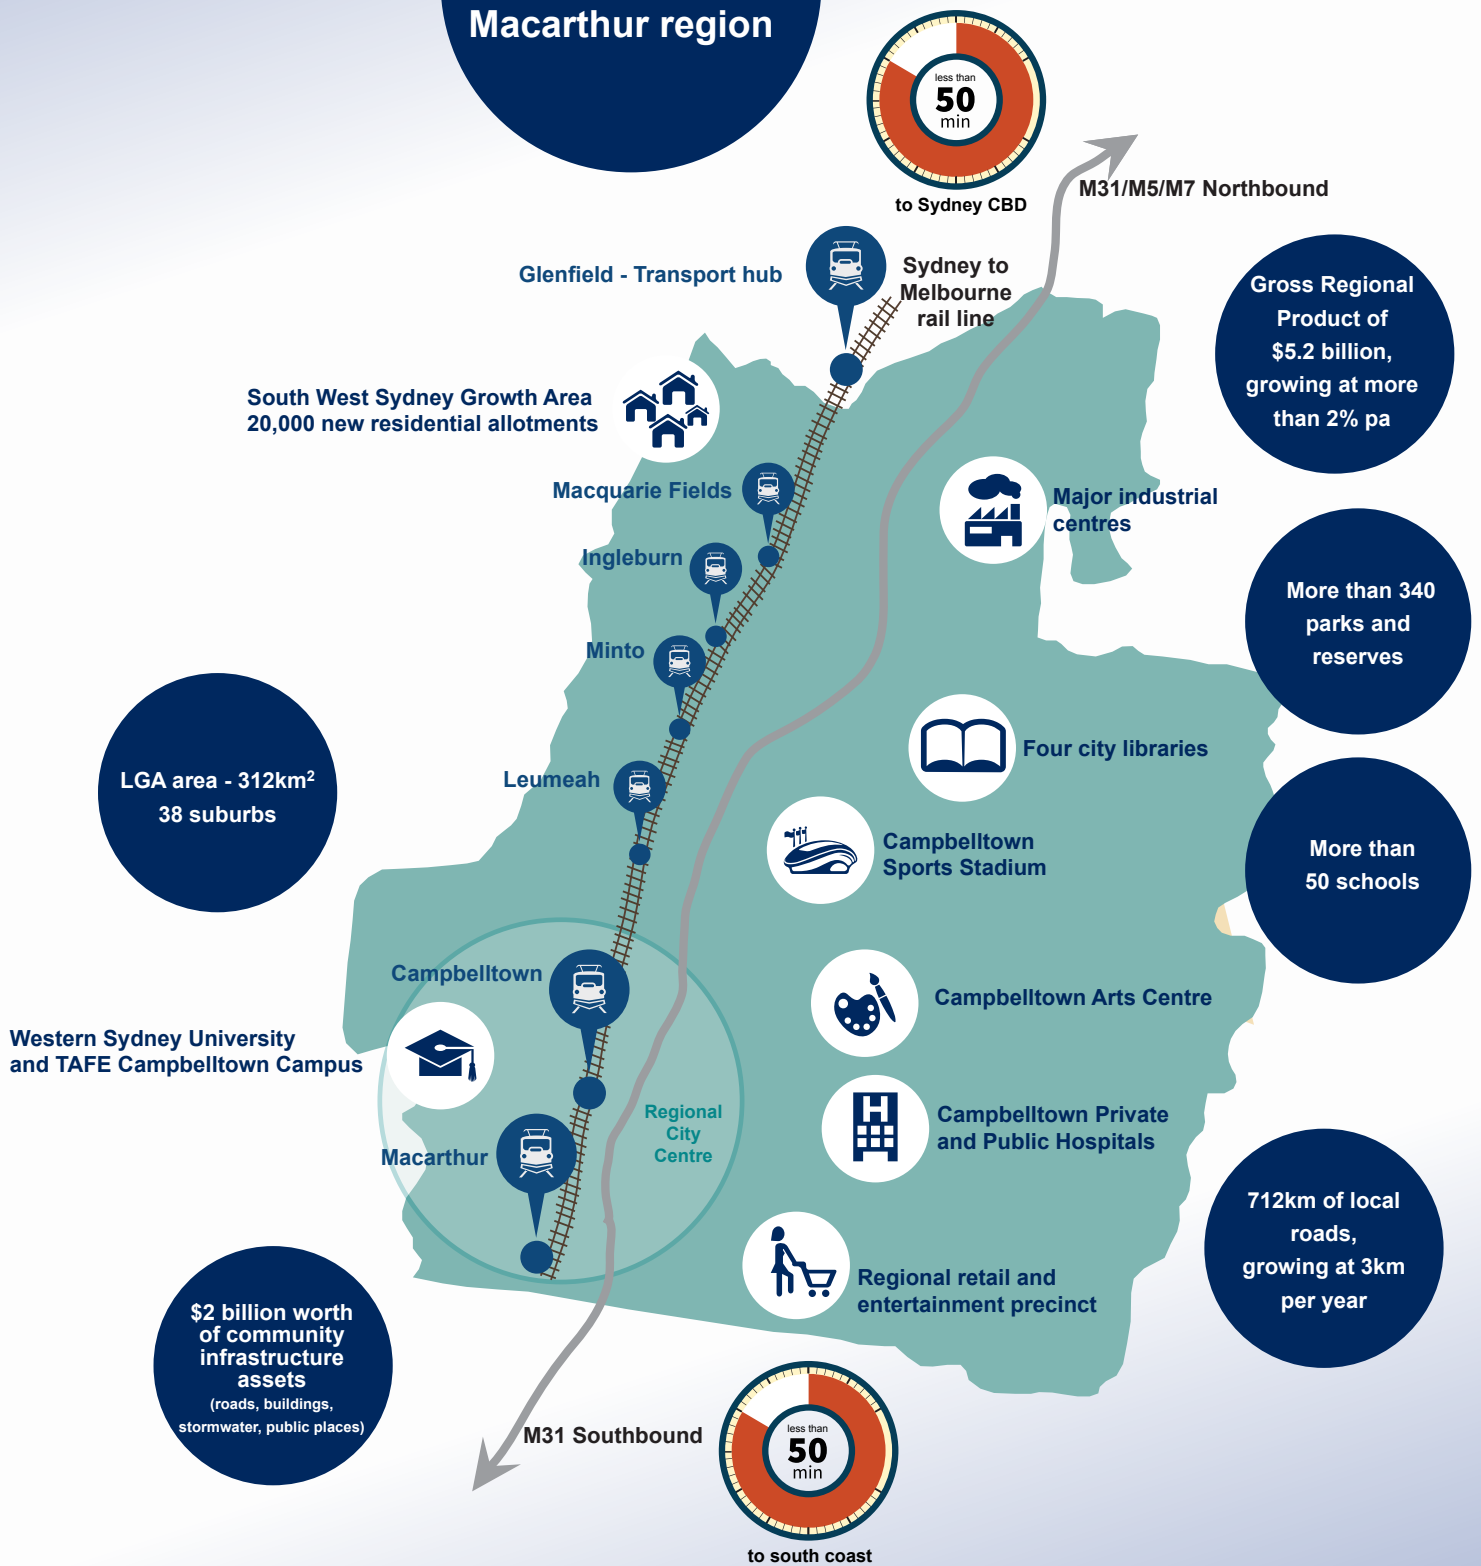 Macarthur region
less than
50
min
to Sydney CBD
M31/M5/M7 Northbound
Glenfield - Transport hub
Sydney to
Melbourne
rail line
Gross Regional
Product of
$5.2 billion,
growing at more
than 2% pa
South West Sydney Growth Area
20,000 new residential allotments
Macquarie Fields
Major industrial
centres
Ingleburn
More than 340
parks and
reserves
Minto
Four city libraries
LGA area - 312km²
38 suburbs
Leumeah
Campbelltown
Sports Stadium
More than
50 schools
Campbelltown
Campbelltown Arts Centre
Western Sydney University
and TAFE Campbelltown Campus
Regional
City
Centre
Campbelltown Private
and Public Hospitals
Macarthur
H
712km of local
roads,
growing at 3km
per year
Regional retail and
entertainment precinct
$2 billion worth
of community
infrastructure
assets
(roads, buildings,
stormwater, public places)
M31 Southbound
less than
50
min
to south coast